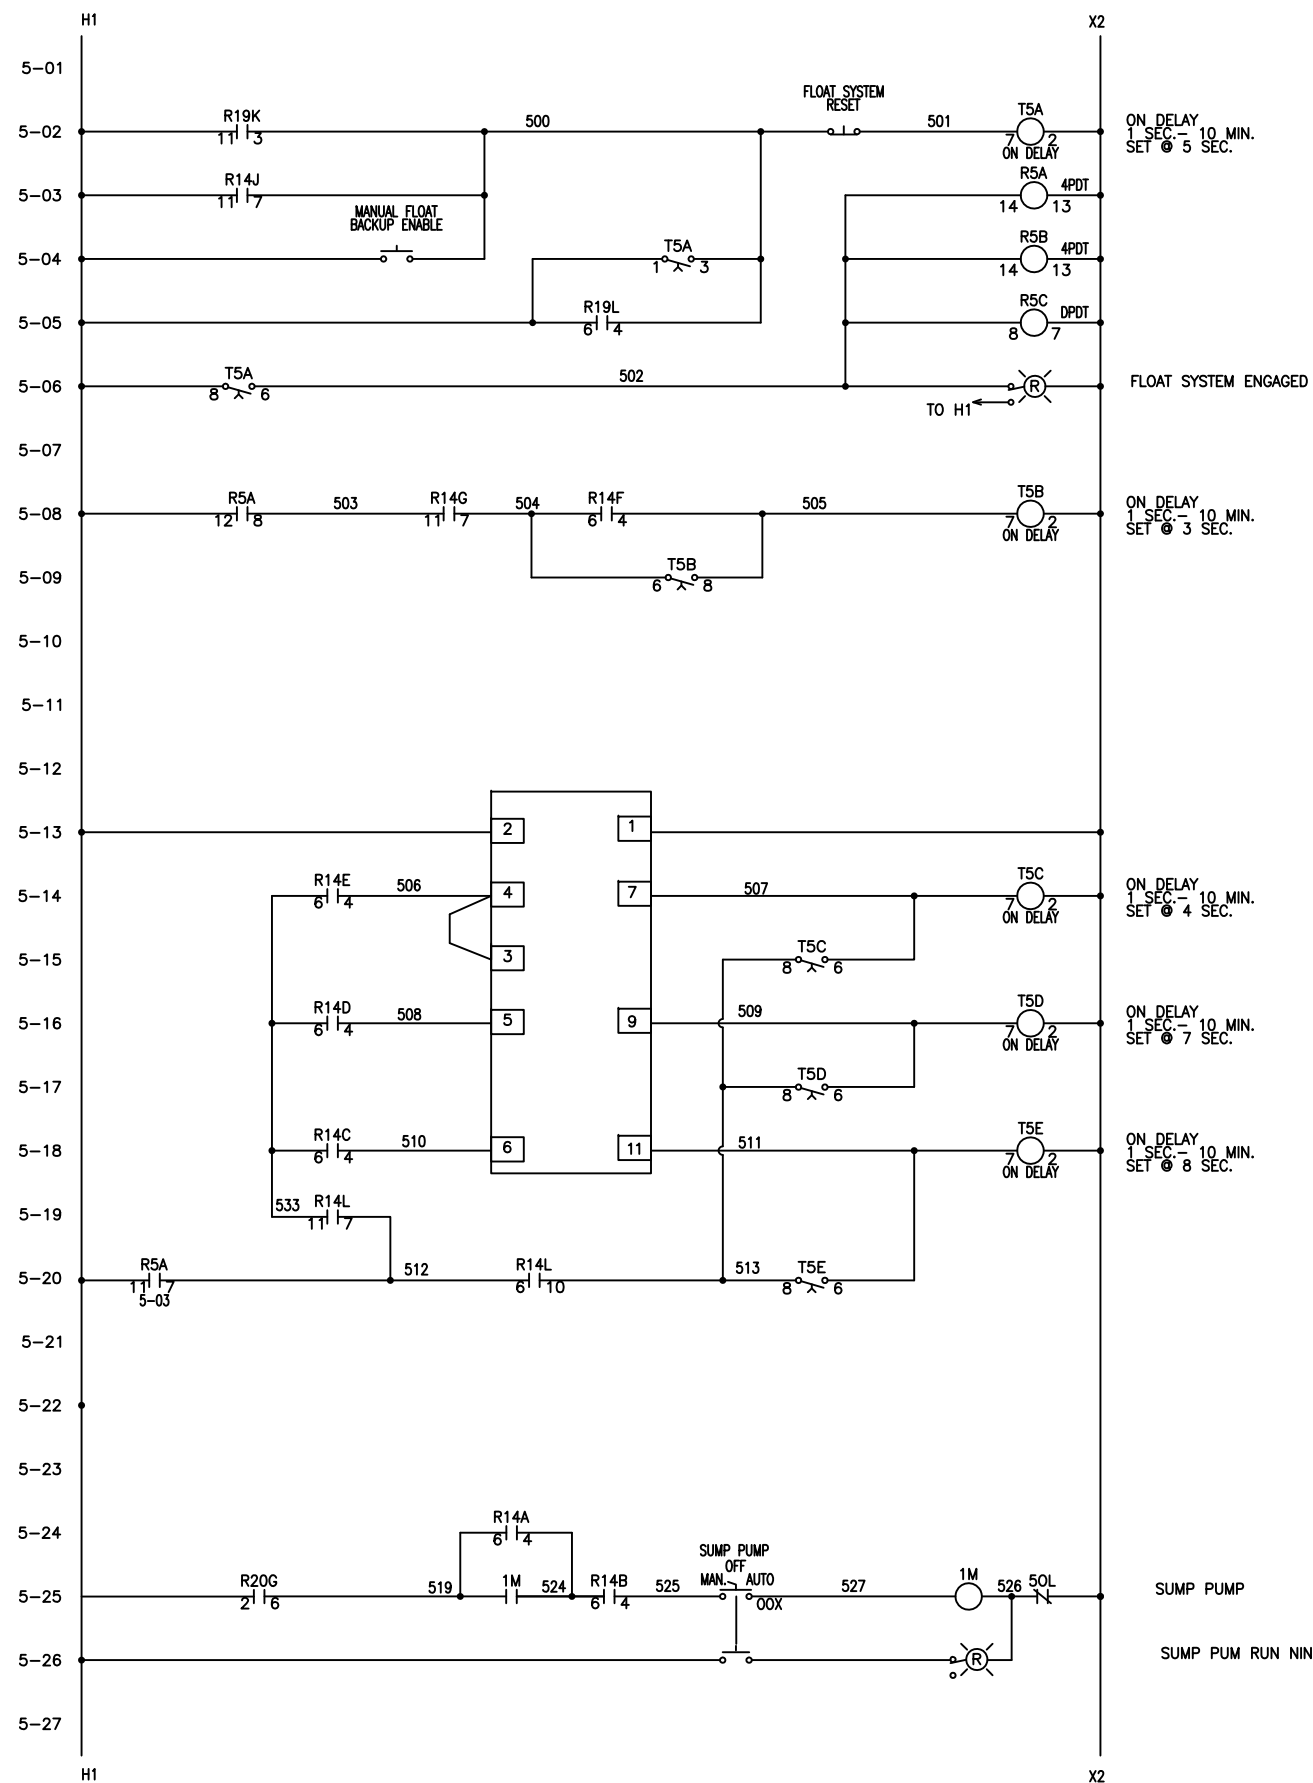 H1
X2
5-01
FLOAT SYSTEM
RESET
R19K
500
501
T5A
5-02
11 3
7 2
ON DELAY
ON DELAY
1 SEC.- 10 MIN.
SET @ 5 SEC.
R14J
R5A
4PDT
5-03
11 7
14 13
MANUAL FLOAT
BACKUP ENABLE
T5A
R5B
4PDT
5-04
1 3
14 13
R19L
R5C
DPDT
5-05
6 4
8 7
T5A
502
5-06
8 6
R
FLOAT SYSTEM ENGAGED
TO H1
5-07
R5A
503
R14G
504
R14F
505
T5B
5-08
12 8
11 7
6 4
7 2
ON DELAY
ON DELAY
1 SEC.- 10 MIN.
SET @ 3 SEC.
T5B
5-09
6 8
5-10
5-11
5-12
5-13
2
1
R14E
506
507
T5C
5-14
6 4
4
7
7 2
ON DELAY
ON DELAY
1 SEC.- 10 MIN.
SET @ 4 SEC.
T5C
5-15
3
8 6
R14D
508
509
T5D
5-16
6 4
5
9
7 2
ON DELAY
ON DELAY
1 SEC.- 10 MIN.
SET @ 7 SEC.
T5D
5-17
8 6
R14C
510
511
T5E
5-18
6 4
6
11
7 2
ON DELAY
ON DELAY
1 SEC.- 10 MIN.
SET @ 8 SEC.
533
R14L
5-19
11 7
R5A
512
R14L
513
T5E
5-20
11 7
5-03
6 10
8 6
5-21
5-22
5-23
R14A
5-24
6 4
SUMP PUMP
OFF
MAN. AUTO
R20G
519
1M
524
R14B
525
527
1M
526
5OL
5-25
2 6
6 4
OOX
SUMP PUMP
5-26
R
SUMP PUM RUN NIN
5-27
H1
X2